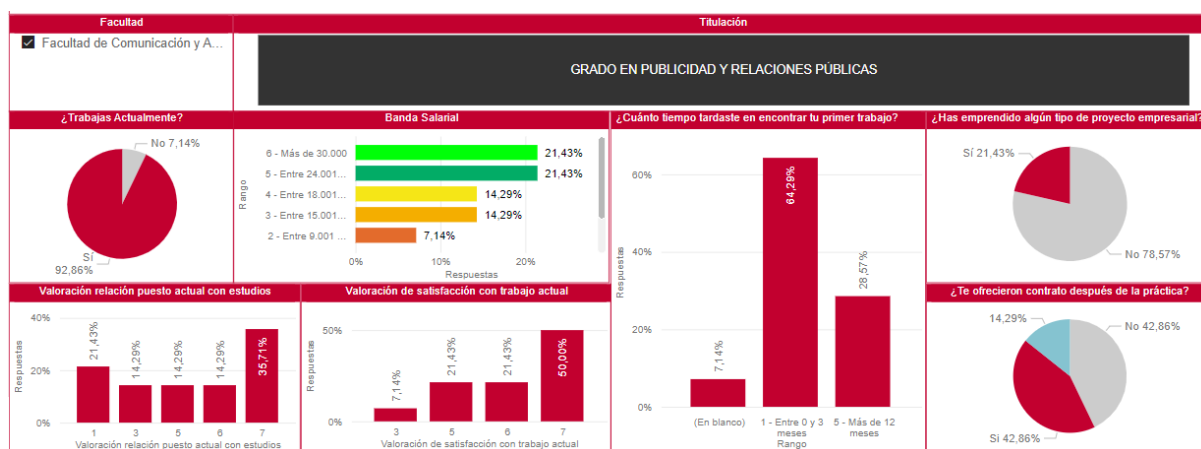 Facultad
Titulación
Facultad de Comunicación y A...
GRADO EN PUBLICIDAD Y RELACIONES PÚBLICAS
¿Trabajas Actualmente?
No 7,14%
Sí
92,86%
Banda Salarial
Rango
6 - Más de 30.000
21,43%
5 - Entre 24.001...
21,43%
4 - Entre 18.001...
14,29%
3 - Entre 15.001...
14,29%
2 - Entre 9.001 ...
7,14%
0%
10%
20%
Respuestas
¿Cuánto tiempo tardaste en encontrar tu primer trabajo?
Respuestas
60%
40%
20%
0%
7,14%
64,29%
28,57%
(En blanco)
1 - Entre 0 y 3
meses
5 - Más de 12
meses
Rango
¿Has emprendido algún tipo de proyecto empresarial?
Sí 21,43%
No 78,57%
Valoración relación puesto actual con estudios
Respuestas
40%
20%
0%
21,43%
14,29%
14,29%
14,29%
35,71%
1
3
5
6
7
Valoración relación puesto actual con estudios
Valoración de satisfacción con trabajo actual
Respuestas
50%
0%
7,14%
21,43%
21,43%
50,00%
3
5
6
7
Valoración de satisfacción con trabajo actual
¿Te ofrecieron contrato después de la práctica?
14,29%
No 42,86%
Si 42,86%